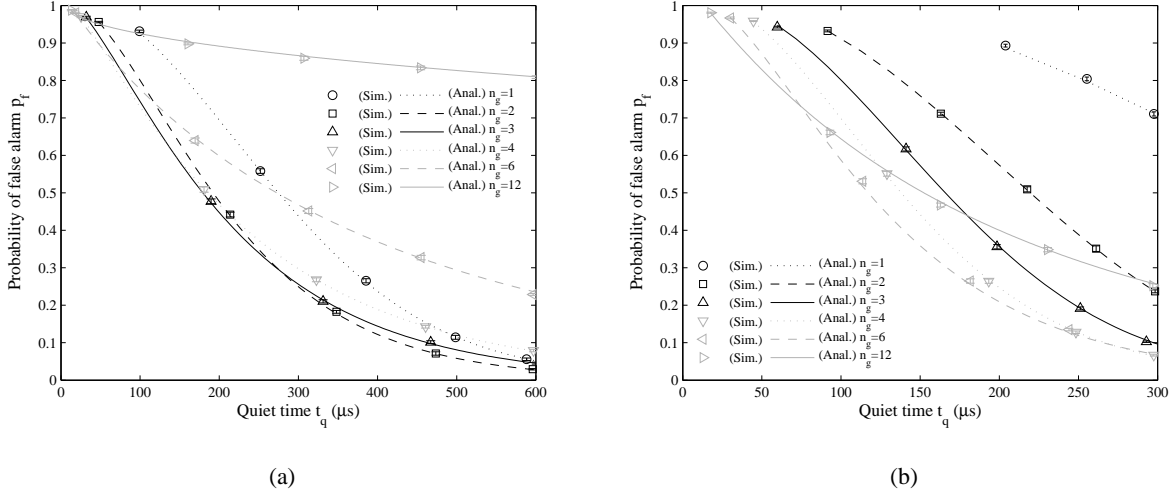 1
0.9
0.8
0.7
0.6
0.5
0.4
0.3
0.2
0.1
0
Probability of false alarm p_f
(Sim.) (Anal.) n_g=1
(Sim.) (Anal.) n_g=2
(Sim.) (Anal.) n_g=3
(Sim.) (Anal.) n_g=4
(Sim.) (Anal.) n_g=6
(Sim.) (Anal.) n_g=12
0 100 200 300 400 500 600
Quiet time t_q (μs)
(a)
1
0.9
0.8
0.7
0.6
0.5
0.4
0.3
0.2
0.1
0
Probability of false alarm p_f
(Sim.) (Anal.) n_g=1
(Sim.) (Anal.) n_g=2
(Sim.) (Anal.) n_g=3
(Sim.) (Anal.) n_g=4
(Sim.) (Anal.) n_g=6
(Sim.) (Anal.) n_g=12
0 50 100 150 200 250 300
Quiet time t_q (μs)
(b)